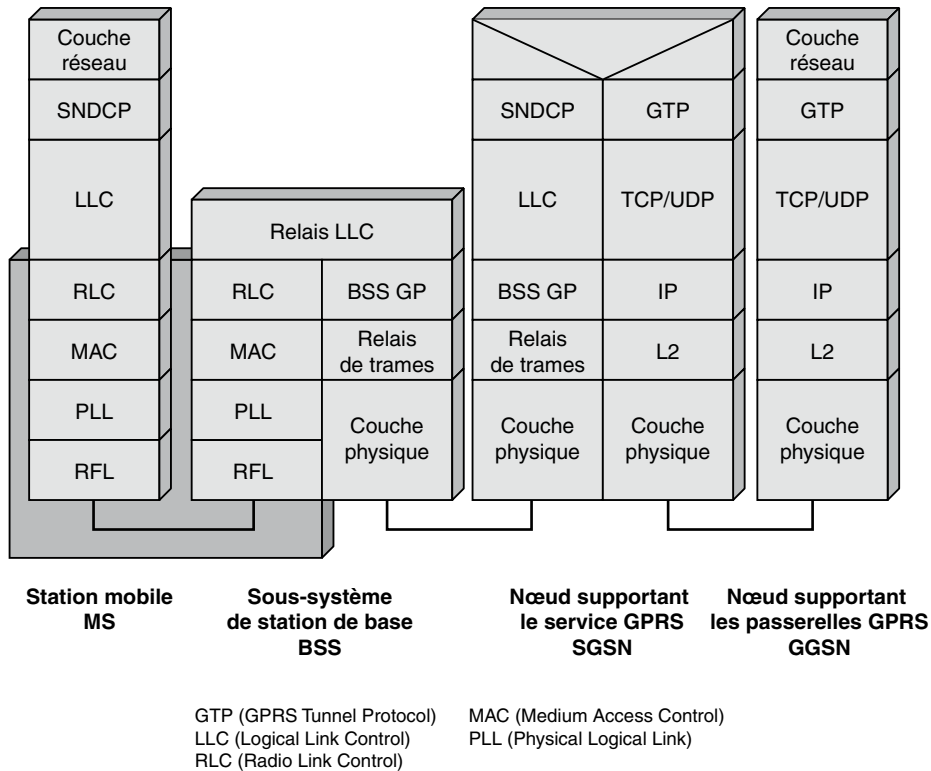 Couche
réseau
SNDCP
LLC
RLC
MAC
PLL
RFL
Relais LLC
RLC
MAC
PLL
RFL
BSS GP
Relais
de trames
Couche
physique
SNDCP
LLC
BSS GP
Relais
de trames
Couche
physique
GTP
TCP/UDP
IP
L2
Couche
physique
Couche
réseau
GTP
TCP/UDP
IP
L2
Couche
physique
Station mobile
MS
Sous-système
de station de base
BSS
Nœud supportant
le service GPRS
SGSN
Nœud supportant
les passerelles GPRS
GGSN
GTP (GPRS Tunnel Protocol)
LLC (Logical Link Control)
RLC (Radio Link Control)
MAC (Medium Access Control)
PLL (Physical Logical Link)